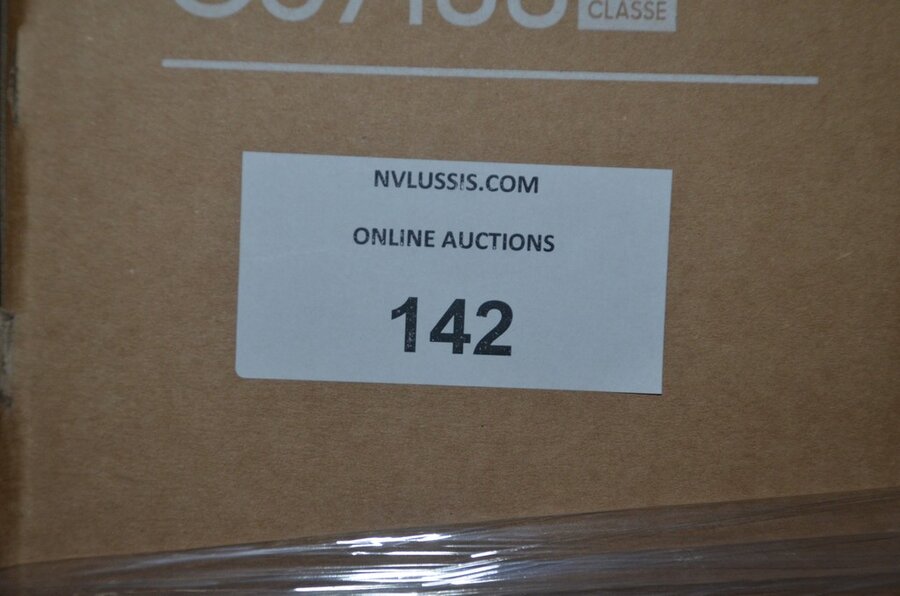 CLASSE
NVLUSSIS.COM
ONLINE AUCTIONS
142